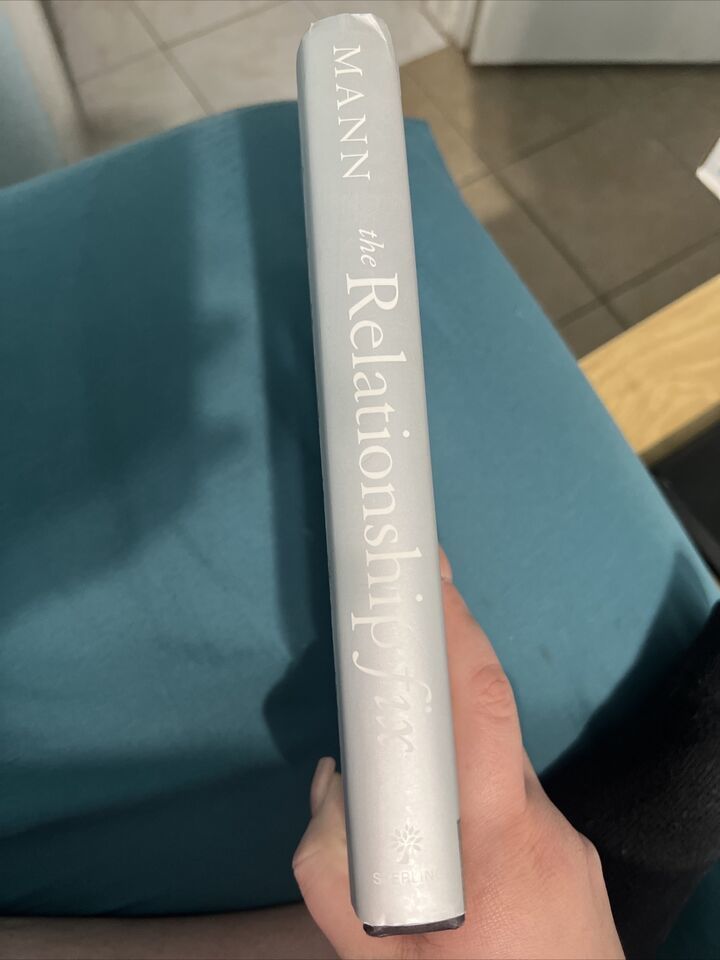 MANN
the Relationship fix
STERLING